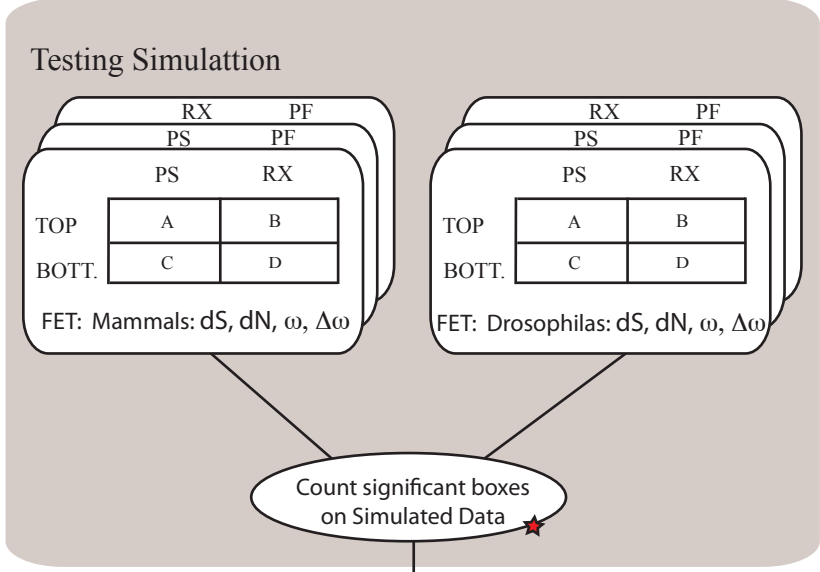 Testing Simulattion
RX PF
PS PF
PS RX
TOP A B
BOTT. C D
FET: Mammals: dS, dN, ω, Δω
RX PF
PS PF
PS RX
TOP A B
BOTT. C D
FET: Drosophilas: dS, dN, ω, Δω
Count significant boxes
on Simulated Data